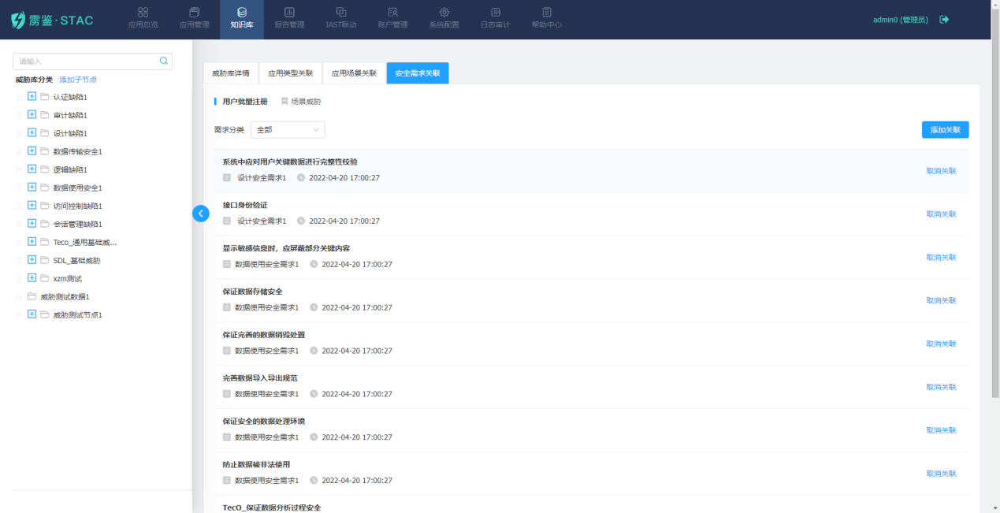 雳鉴·STAC
应用总览
应用管理
知识库
报告管理
IAST联动
账户管理
系统配置
日志审计
帮助中心
admin0 (管理员)
请输入
威胁库分类 添加子节点
认证缺陷1
审计缺陷1
设计缺陷1
数据传输安全1
逻辑缺陷1
数据使用安全1
访问控制缺陷1
会话管理缺陷1
Teco_通用基础威...
SDL_基础威胁
xzm测试
威胁测试数据1
威胁测试节点1
威胁库详情 应用类型关联 应用场景关联 安全需求关联
用户批量注册 场景威胁
需求分类 全部 添加关联
系统中应对用户关键数据进行完整性校验
设计安全需求1 2022-04-20 17:00:27 取消关联
接口身份验证
设计安全需求1 2022-04-20 17:00:27 取消关联
显示敏感信息时，应屏蔽部分关键内容
数据使用安全需求1 2022-04-20 17:00:27 取消关联
保证数据存储安全
数据使用安全需求1 2022-04-20 17:00:27 取消关联
保证完善的数据销毁处置
数据使用安全需求1 2022-04-20 17:00:27 取消关联
完善数据导入导出规范
数据使用安全需求1 2022-04-20 17:00:27 取消关联
保证安全的数据处理环境
数据使用安全需求1 2022-04-20 17:00:27 取消关联
防止数据被非法使用
数据使用安全需求1 2022-04-20 17:00:27 取消关联
TecO_保证数据分析过程安全